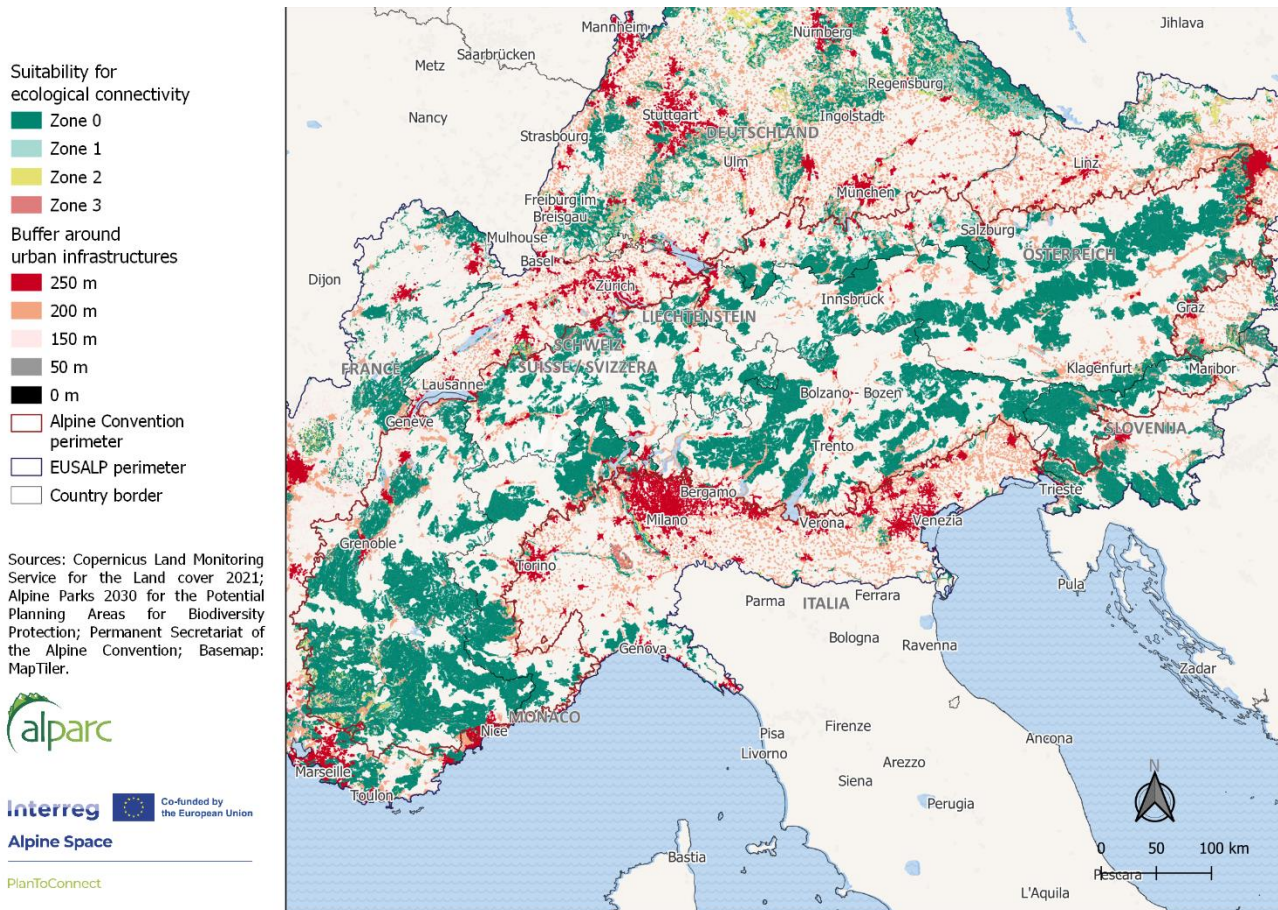 Suitability for
ecological connectivity
Zone 0
Zone 1
Zone 2
Zone 3
Buffer around
urban infrastructures
250 m
200 m
150 m
50 m
0 m
Alpine Convention
perimeter
EUSALP perimeter
Country border
Sources: Copernicus Land Monitoring
Service for the Land cover 2021;
Alpine Parks 2030 for the Potential
Planning Areas for Biodiversity
Protection; Permanent Secretariat of
the Alpine Convention; Basemap:
MapTiler.
alparc
Interreg
Co-funded by
the European Union
Alpine Space
PlanToConnect
Mannheim
Nürnberg
Jihlava
Saarbrücken
Metz
Regensburg
Nancy
Stuttgart
Ingolstadt
DEUTSCHLAND
Strasbourg
Ulm
Linz
München
Freiburg im
Breisgau
Salzburg
Mulhouse
Basel
ÖSTERREICH
Dijon
Zürich
Innsbruck
LIECHTENSTEIN
Graz
SCHWEIZ
SUISSE / SVIZZERA
FRANCE
Klagenfurt
Maribor
Lausanne
Bolzano - Bozen
Genève
SLOVENIJA
Trento
Bergamo
Trieste
Milano
Verona
Venezia
Grenoble
Torino
Pula
Parma
ITALIA
Ferrara
Bologna
Ravenna
Genova
Zadar
MONACO
Nice
Firenze
Pisa
Ancona
Livorno
Arezzo
Marseille
Siena
N
Toulon
Perugia
0 50 100 km
Bastia
Pescara
L'Aquila